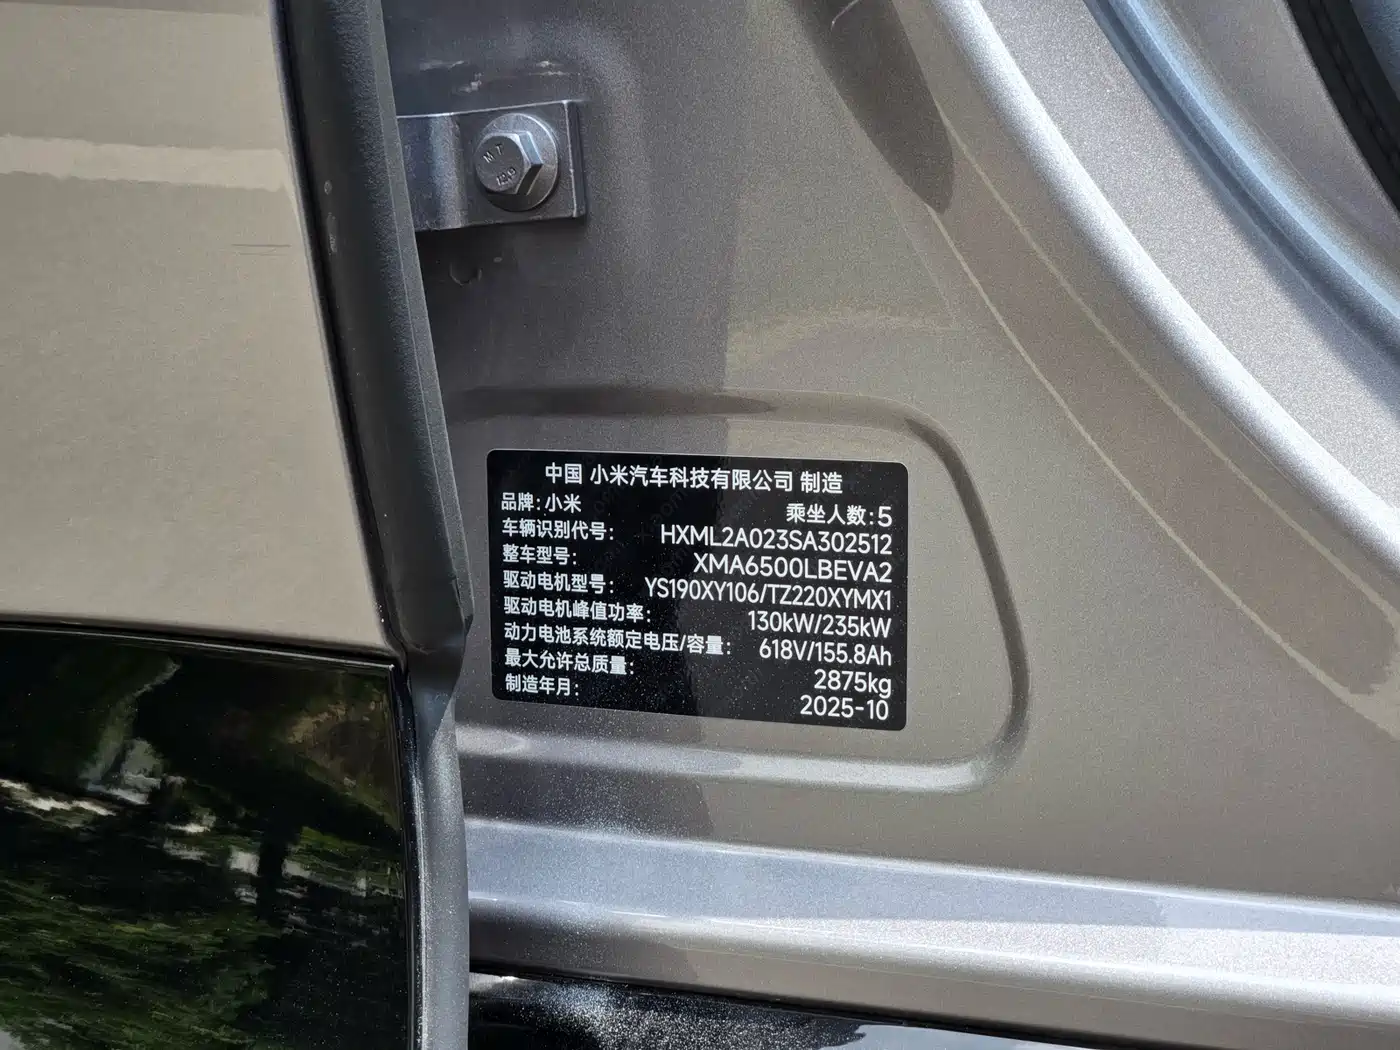 MT
12.9
中国 小米汽车科技有限公司 制造
品牌：小米 乘坐人数：5
车辆识别代号： HXML2A023SA302512
整车型号： XMA6500LBEVA2
驱动电机型号： YS190XY106/TZ220XYMX1
驱动电机峰值功率： 130kW/235kW
动力电池系统额定电压/容量： 618V/155.8Ah
最大允许总质量： 2875kg
制造年月： 2025-10